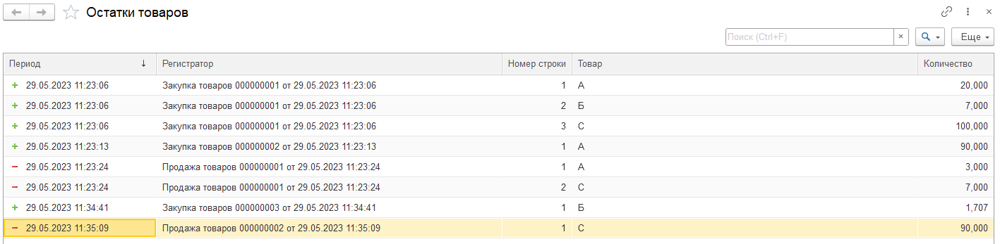 Остатки товаров
Поиск (Ctrl+F) × Еще
Период ↓ Регистратор Номер строки Товар Количество
+ 29.05.2023 11:23:06 Закупка товаров 000000001 от 29.05.2023 11:23:06 1 А 20,000
+ 29.05.2023 11:23:06 Закупка товаров 000000001 от 29.05.2023 11:23:06 2 Б 7,000
+ 29.05.2023 11:23:06 Закупка товаров 000000001 от 29.05.2023 11:23:06 3 С 100,000
+ 29.05.2023 11:23:13 Закупка товаров 000000002 от 29.05.2023 11:23:13 1 А 90,000
− 29.05.2023 11:23:24 Продажа товаров 000000001 от 29.05.2023 11:23:24 1 А 3,000
− 29.05.2023 11:23:24 Продажа товаров 000000001 от 29.05.2023 11:23:24 2 С 7,000
+ 29.05.2023 11:34:41 Закупка товаров 000000003 от 29.05.2023 11:34:41 1 Б 1,707
− 29.05.2023 11:35:09 Продажа товаров 000000002 от 29.05.2023 11:35:09 1 С 90,000